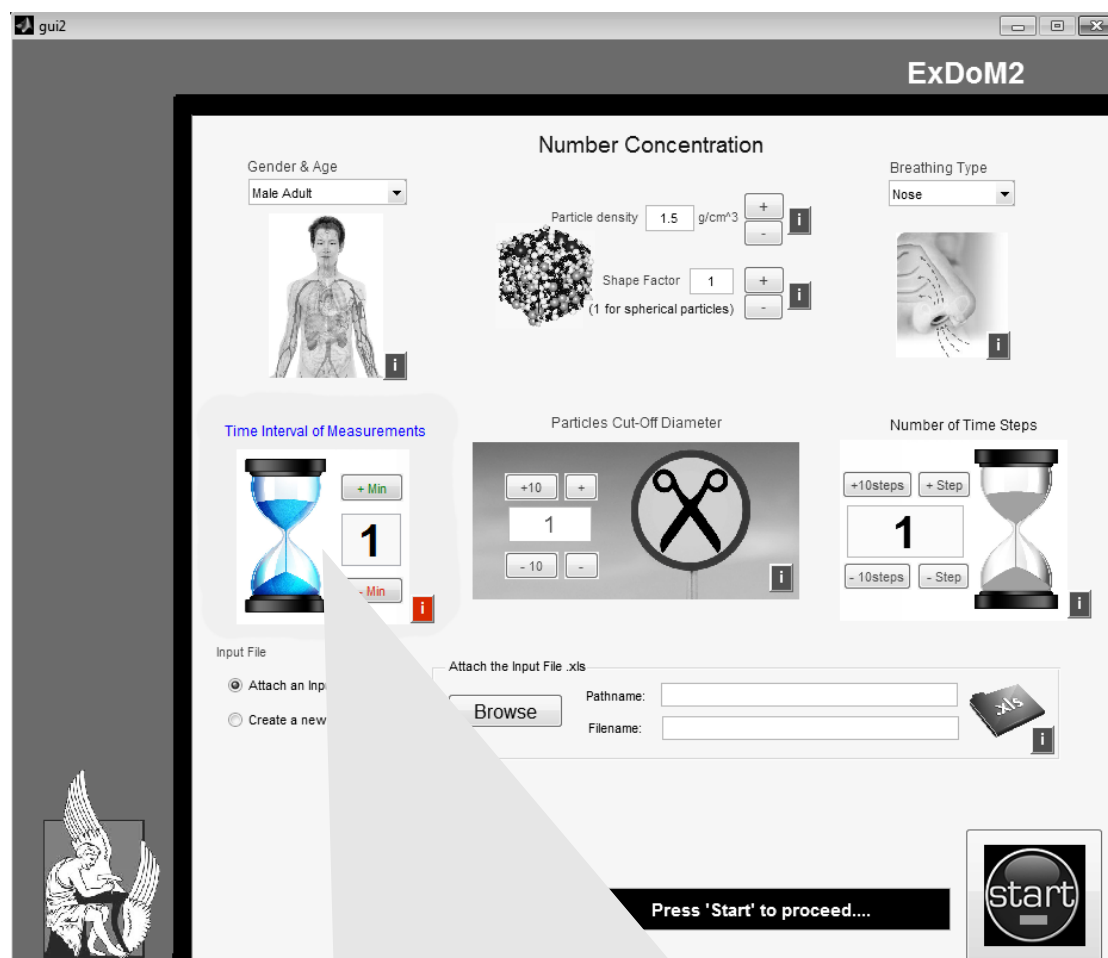 gui2
ExDoM2
Number Concentration
Gender & Age
Male Adult
Breathing Type
Nose
Particle density 1.5 g/cm^3
+
-
i
Shape Factor 1
(1 for spherical particles)
+
-
i
i
i
Time Interval of Measurements
+ Min
1
- Min
i
Particles Cut-Off Diameter
+10 +
1
- 10 -
i
Number of Time Steps
+10steps + Step
1
- 10steps - Step
i
Input File
Attach an Inp
Create a new
Attach the Input File .xls
Browse
Pathname:
Filename:
.xls
i
Press 'Start' to proceed....
start